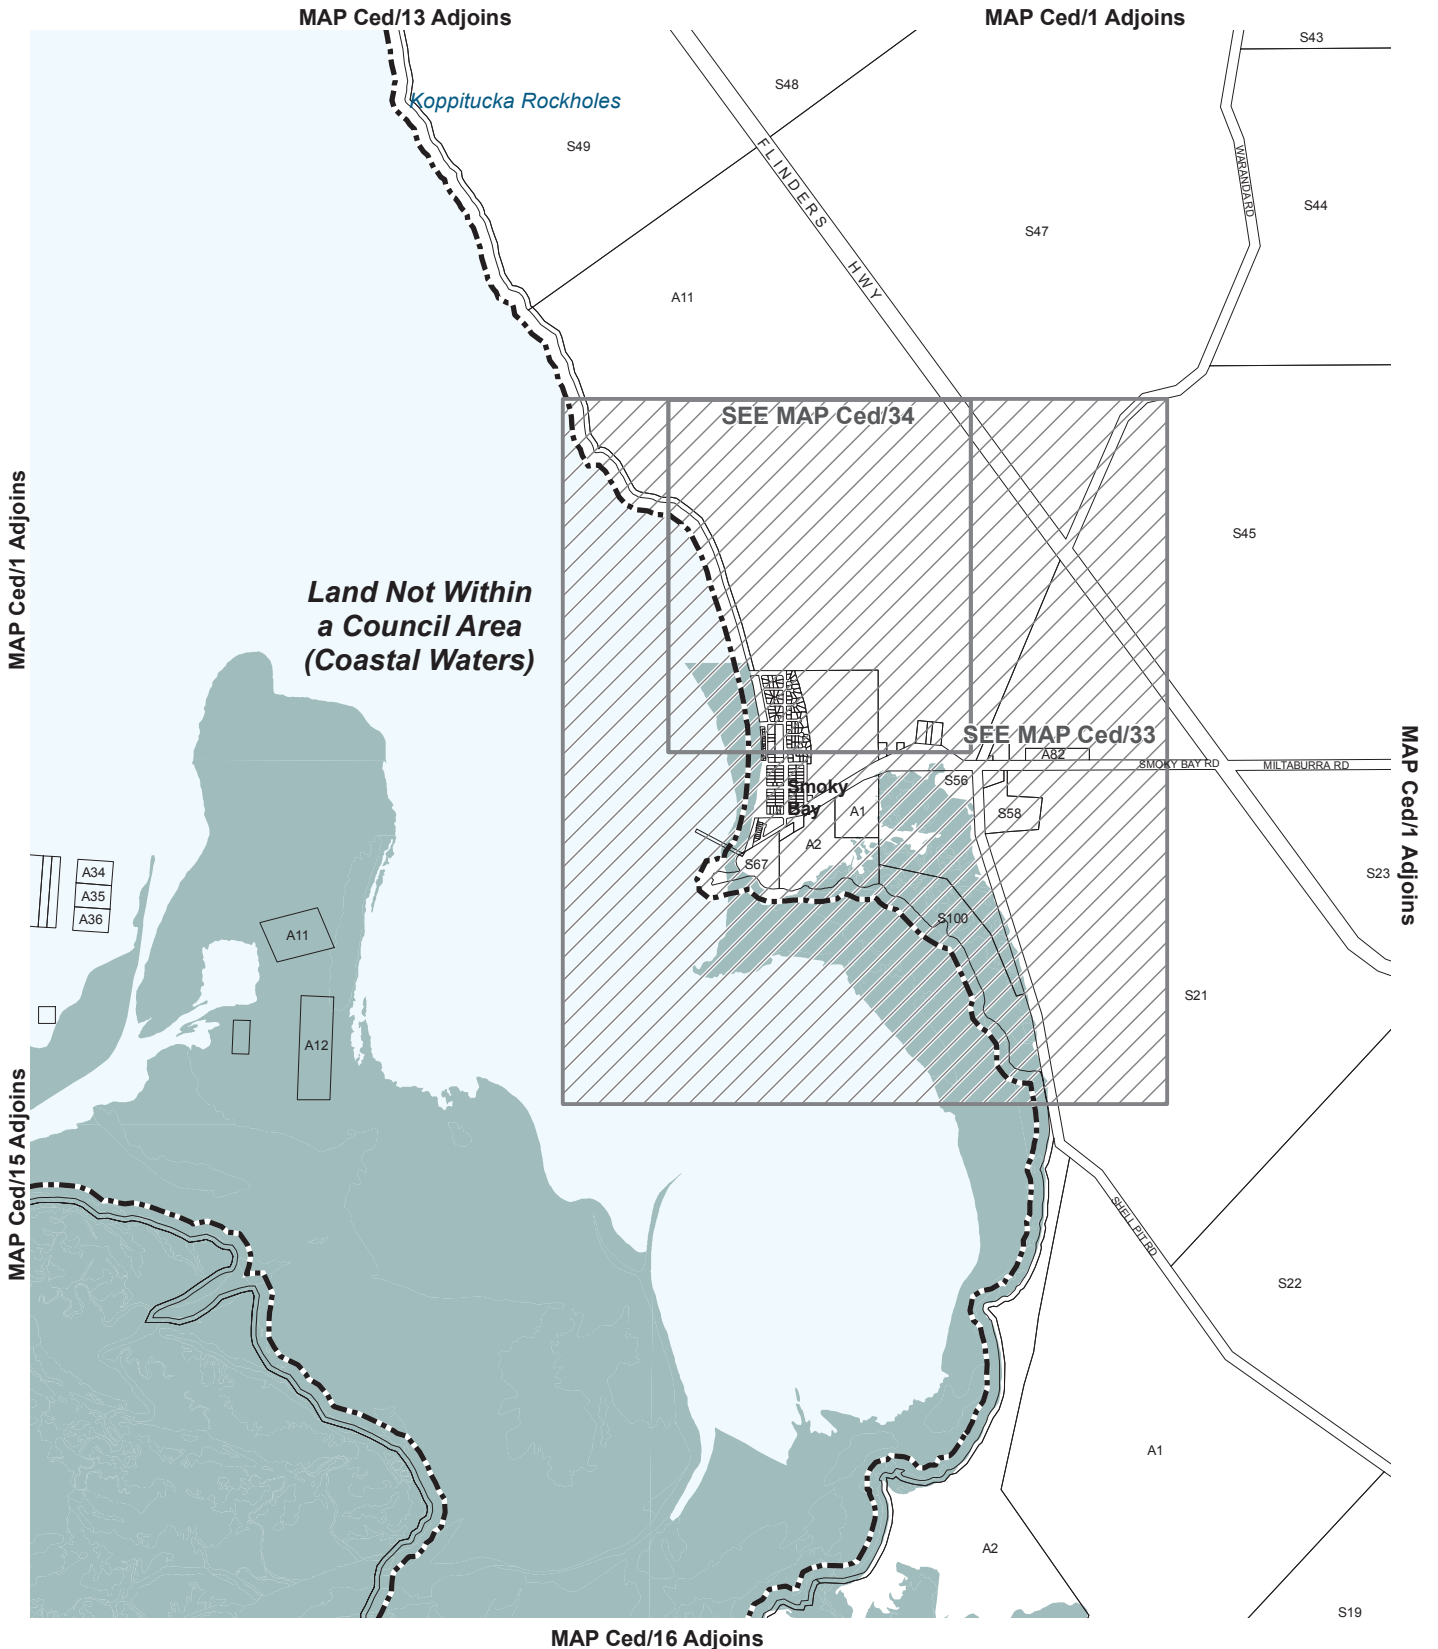 MAP Ced/13 Adjoins
MAP Ced/1 Adjoins
S43
S48
Koppitucka Rockholes
S49
FLINDERS HWY
WARANDA RD
S44
S47
A11
SEE MAP Ced/34
MAP Ced/1 Adjoins
S45
Land Not Within
a Council Area
(Coastal Waters)
SEE MAP Ced/33
A82
SMOKY BAY RD
MILTABURRA RD
MAP Ced/1 Adjoins
S56
Smoky
Bay
A1
S58
A2
S67
S23
A34
A35
A36
A11
S100
S21
A12
MAP Ced/15 Adjoins
SHELL PIT RD
S22
A1
A2
S19
MAP Ced/16 Adjoins